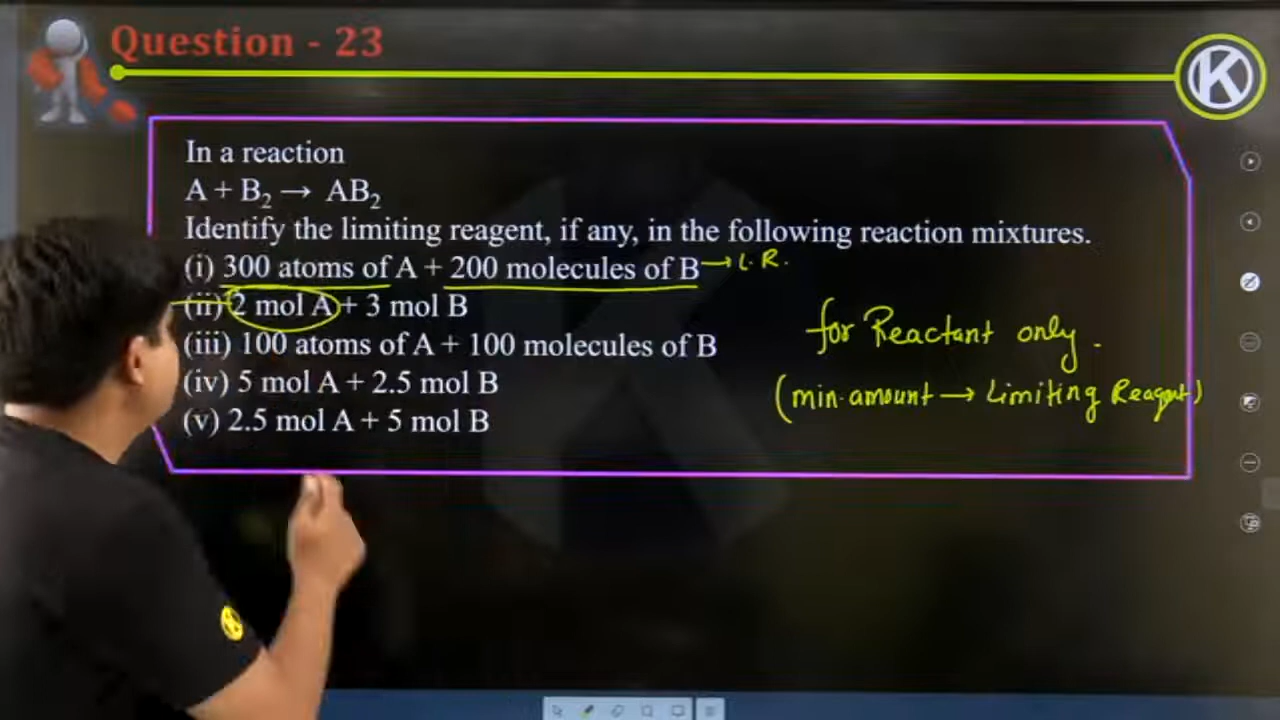 Question - 23
K
In a reaction
A + B₂ → AB₂
Identify the limiting reagent, if any, in the following reaction mixtures.
(i) 300 atoms of A + 200 molecules of B → L.R.
(ii) 2 mol A + 3 mol B
(iii) 100 atoms of A + 100 molecules of B
(iv) 5 mol A + 2.5 mol B
(v) 2.5 mol A + 5 mol B
for Reactant only.
(min. amount → Limiting Reagent)